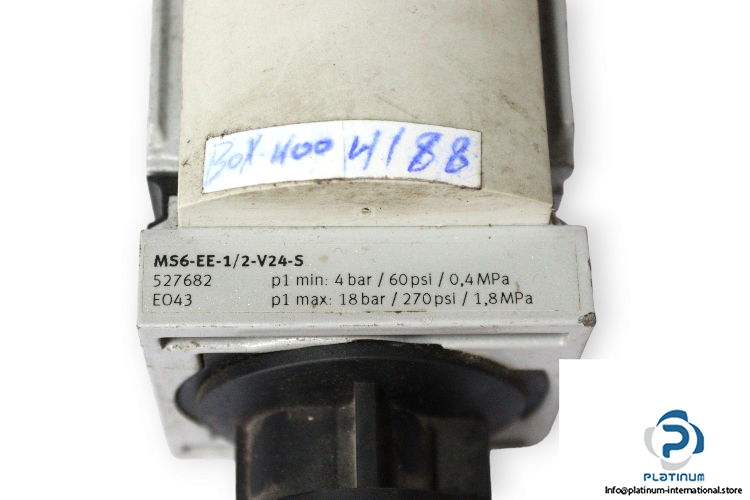 BOX-400 4188
MS6-EE-1/2-V24-S
527682 p1 min: 4 bar / 60 psi / 0,4 MPa
E043 p1 max: 18 bar / 270 psi / 1,8 MPa
PLATINUM
Info@platinum-international.store